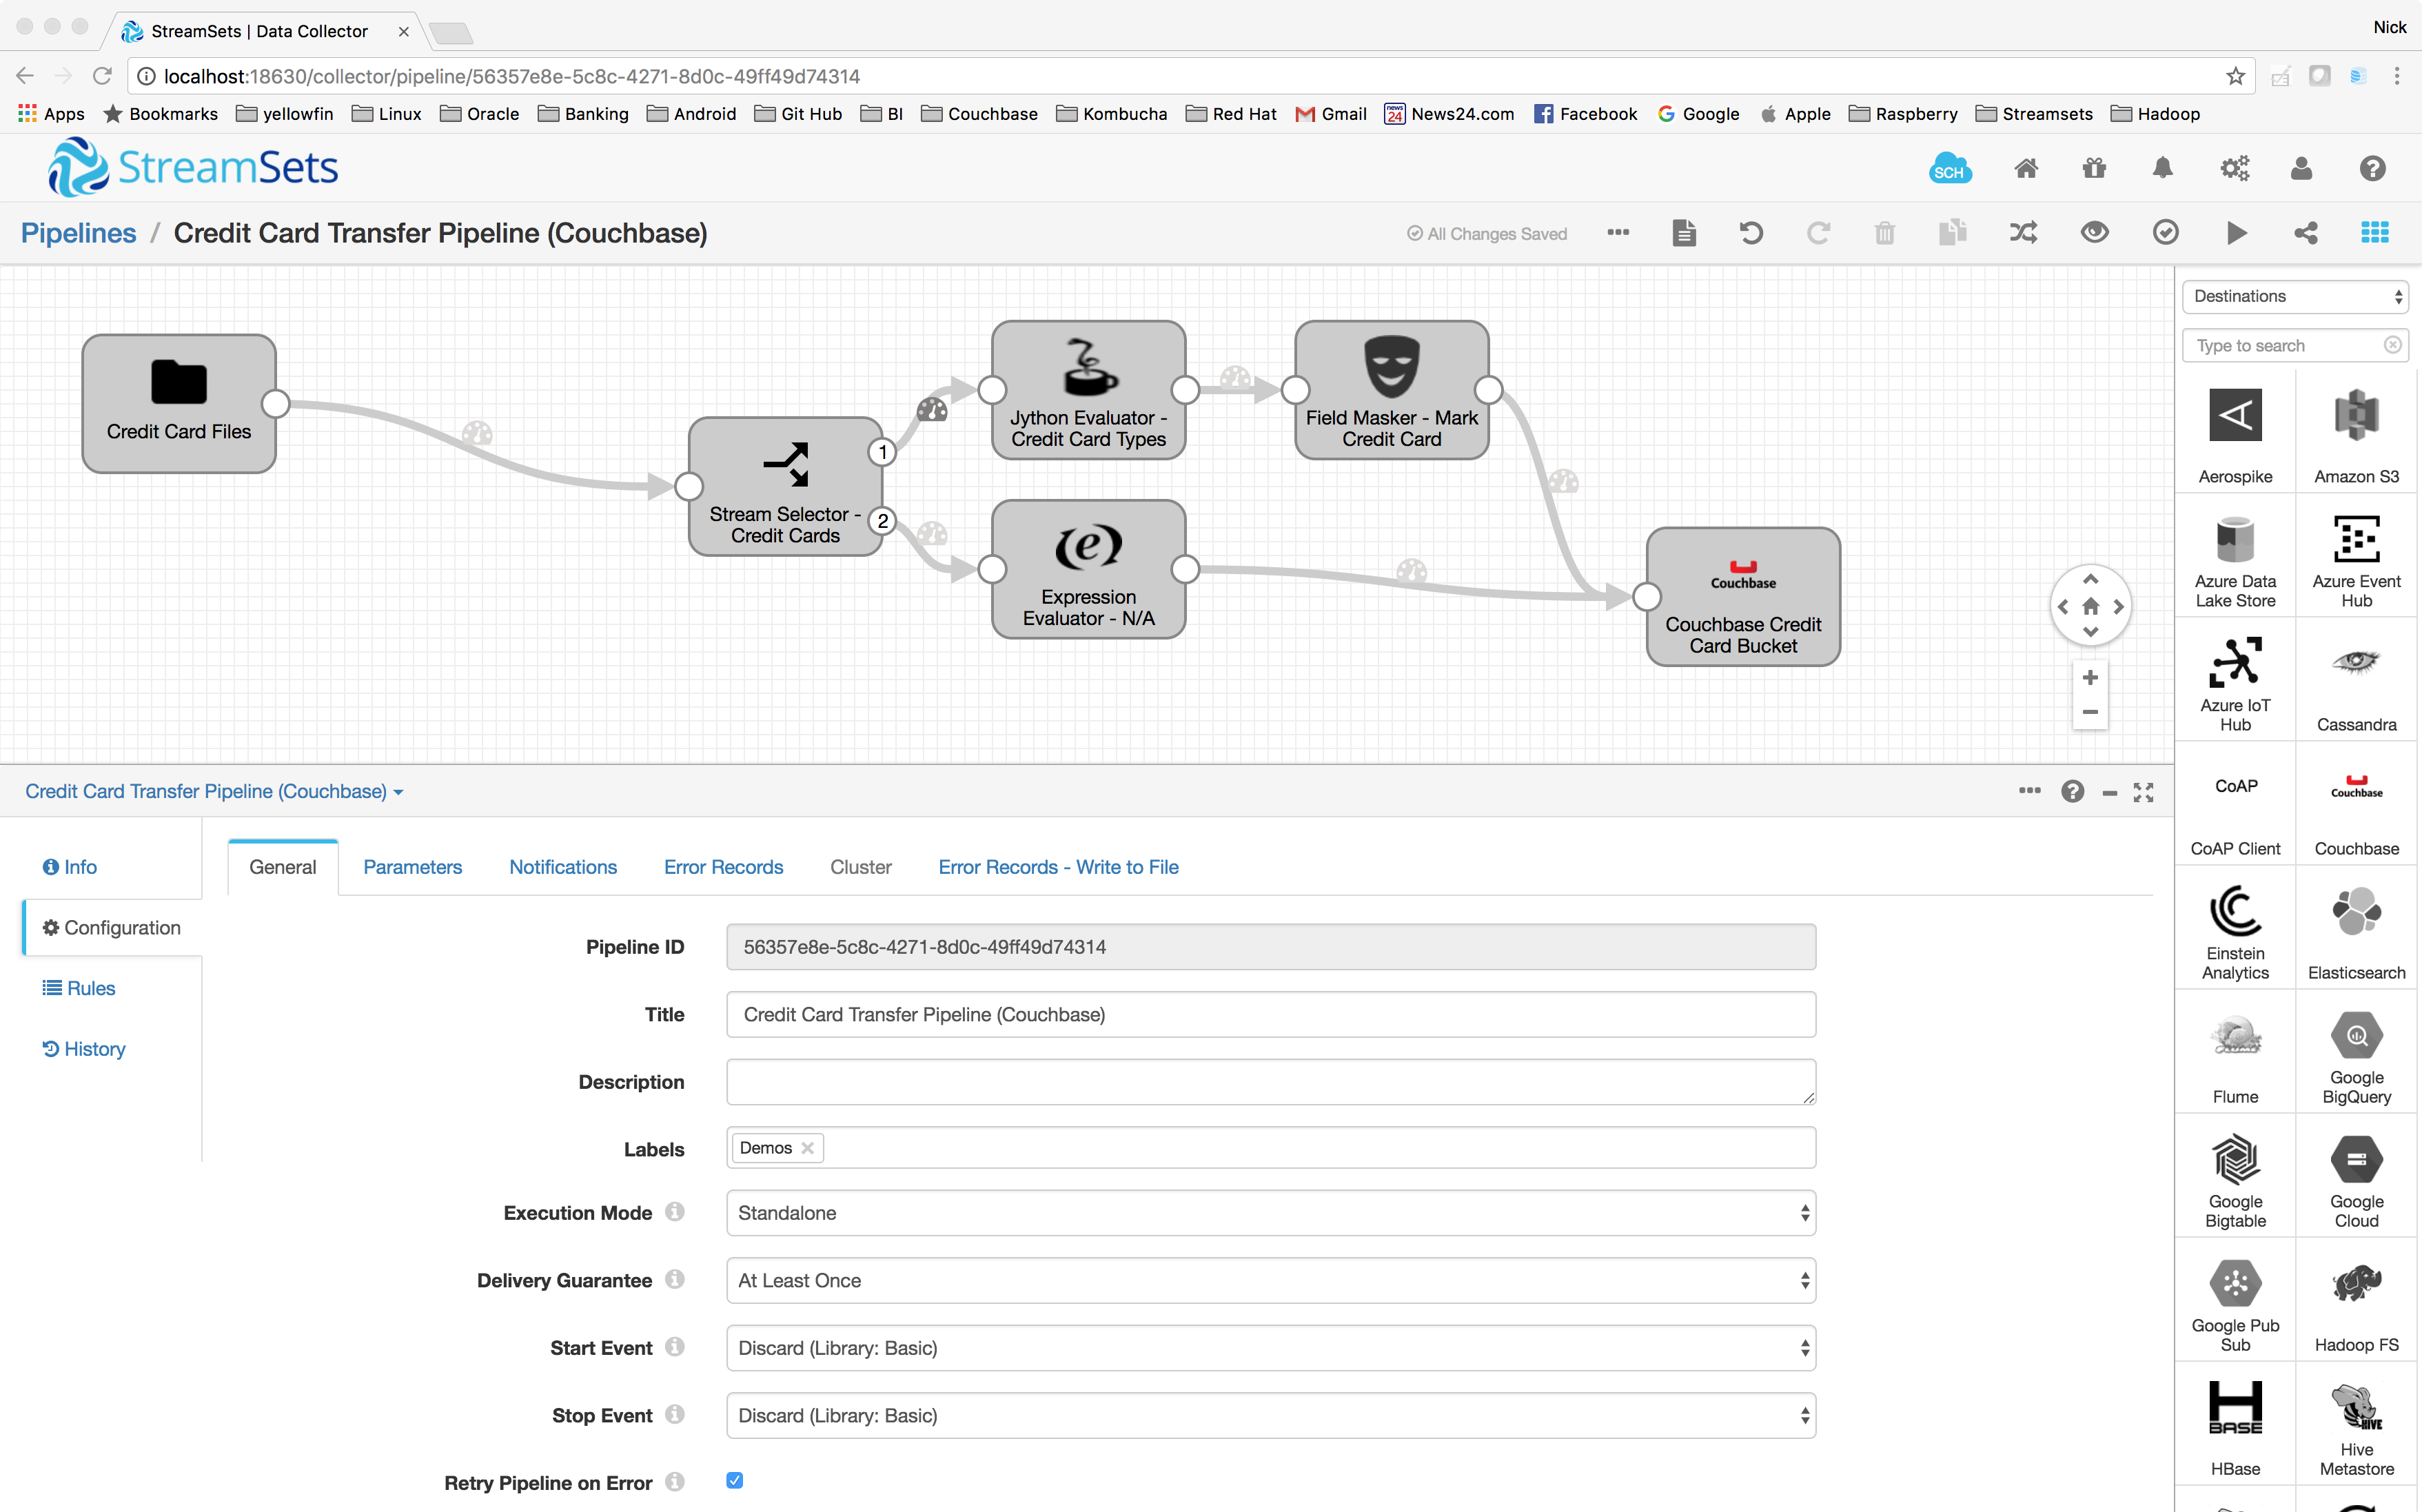 StreamSets | Data Collector
Nick
localhost:18630/collector/pipeline/56357e8e-5c8c-4271-8d0c-49ff49d74314
Apps Bookmarks yellowfin Linux Oracle Banking Android Git Hub BI Couchbase Kombucha Red Hat Gmail News24.com Facebook Google Apple Raspberry Streamsets Hadoop
StreamSets
SCH
Pipelines / Credit Card Transfer Pipeline (Couchbase)
All Changes Saved
Credit Card Files
Stream Selector -
Credit Cards
1
2
Jython Evaluator -
Credit Card Types
Field Masker - Mark
Credit Card
Expression
Evaluator - N/A
Couchbase
Couchbase Credit
Card Bucket
Destinations
Type to search
Aerospike
Amazon S3
Azure Data
Lake Store
Azure Event
Hub
Azure IoT
Hub
Cassandra
CoAP
CoAP Client
Couchbase
Couchbase
Einstein
Analytics
Elasticsearch
Flume
Google
BigQuery
Google
Bigtable
Google
Cloud
Google Pub
Sub
Hadoop FS
HBASE
HBase
HIVE
Hive
Metastore
Credit Card Transfer Pipeline (Couchbase)
Info
Configuration
Rules
History
General Parameters Notifications Error Records Cluster Error Records - Write to File
Pipeline ID 56357e8e-5c8c-4271-8d0c-49ff49d74314
Title Credit Card Transfer Pipeline (Couchbase)
Description
Labels Demos
Execution Mode Standalone
Delivery Guarantee At Least Once
Start Event Discard (Library: Basic)
Stop Event Discard (Library: Basic)
Retry Pipeline on Error